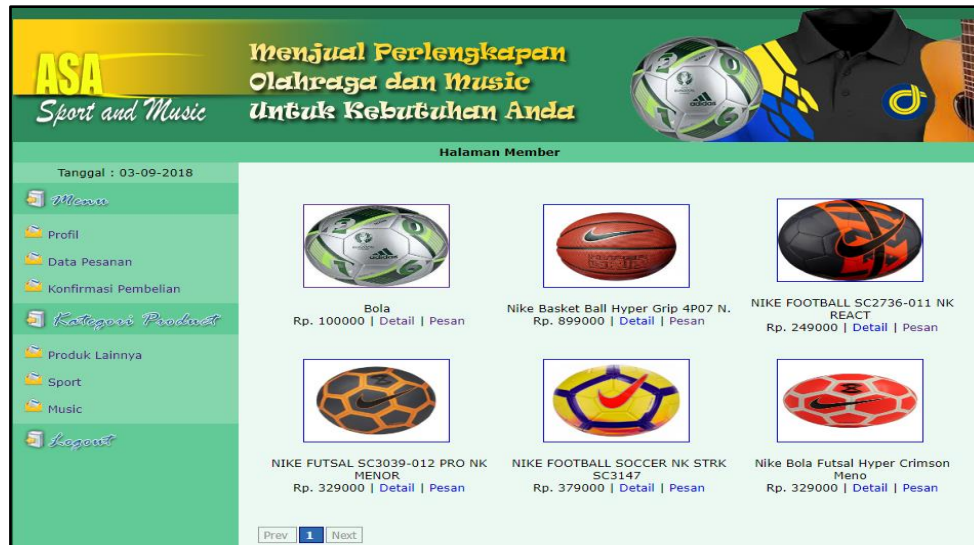 ASA
Sport and Music
Menjual Perlengkapan
Olahraga dan Music
Untuk Kebutuhan Anda
adidas
Halaman Member
Tanggal : 03-09-2018
Menu
Profil
Data Pesanan
Konfirmasi Pembelian
Kategori Product
Produk Lainnya
Sport
Music
Logout
adidas
Bola
Rp. 100000 | Detail | Pesan
Nike Basket Ball Hyper Grip 4P07 N.
Rp. 899000 | Detail | Pesan
NIKE FOOTBALL SC2736-011 NK
REACT
Rp. 249000 | Detail | Pesan
NIKE FUTSAL SC3039-012 PRO NK
MENOR
Rp. 329000 | Detail | Pesan
NIKE FOOTBALL SOCCER NK STRK
SC3147
Rp. 379000 | Detail | Pesan
Nike Bola Futsal Hyper Crimson
Meno
Rp. 329000 | Detail | Pesan
Prev 1 Next